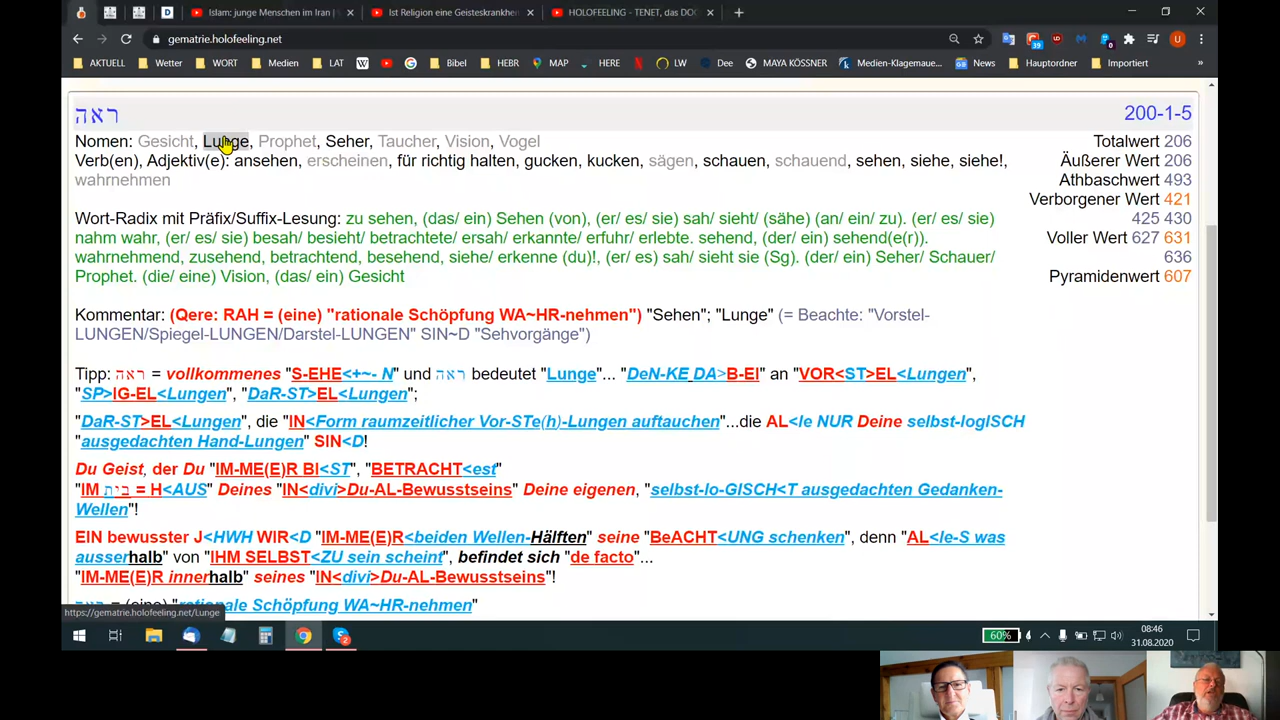 Islam: junge Menschen im Iran |
Ist Religion eine Geisteskrankhei
HOLOFEELING - TENET, das DOC
gematrie.holofeeling.net
AKTUELL Wetter WORT Medien LAT Bibel HEBR MAP HERE LW Dee MAYA KÖSSNER Medien-Klagemaue... News Hauptordner Importiert
ראה 200-1-5
Nomen: Gesicht, Lunge, Prophet, Seher, Taucher, Vision, Vogel
Totalwert 206
Verb(en), Adjektiv(e): ansehen, erscheinen, für richtig halten, gucken, kucken, sägen, schauen, schauend, sehen, siehe, siehe!,
Äußerer Wert 206
wahrnehmen
Athbaschwert 493
Verborgener Wert 421
Wort-Radix mit Präfix/Suffix-Lesung: zu sehen, (das/ ein) Sehen (von), (er/ es/ sie) sah/ sieht/ (sähe) (an/ ein/ zu). (er/ es/ sie)
425 430
nahm wahr, (er/ es/ sie) besah/ besieht/ betrachtete/ ersah/ erkannte/ erfuhr/ erlebte. sehend, (der/ ein) sehend(e(r)).
Voller Wert 627 631
wahrnehmend, zusehend, betrachtend, besehend, siehe/ erkenne (du)!, (er/ es) sah/ sieht sie (Sg). (der/ ein) Seher/ Schauer/
636
Prophet. (die/ eine) Vision, (das/ ein) Gesicht
Pyramidenwert 607
Kommentar: (Qere: RAH = (eine) "rationale Schöpfung WA~HR-nehmen") "Sehen"; "Lunge" (= Beachte: "Vorstel-
LUNGEN/Spiegel-LUNGEN/Darstel-LUNGEN" SIN~D "Sehvorgänge")
Tipp: ראה = vollkommenes "S-EHE<+~- N" und ראה bedeutet "Lunge"... "DeN-KE DA>B-EI" an "VOR<ST>EL<Lungen",
"SP>IG-EL<Lungen", "DaR-ST>EL<Lungen";
"DaR-ST>EL<Lungen", die "IN<Form raumzeitlicher Vor-STe(h)-Lungen auftauchen"...die AL<le NUR Deine selbst-logISCH
"ausgedachten Hand-Lungen" SIN<D!
Du Geist, der Du "IM-ME(E)R BI<ST", "BETRACHT<est"
"IM בית = H<AUS" Deines "IN<divi>Du-AL-Bewusstseins" Deine eigenen, "selbst-lo-GISCH<T ausgedachten Gedanken-
Wellen"!
EIN bewusster J<HWH WIR<D "IM-ME(E)R<beiden Wellen-Hälften" seine "BeACHT<UNG schenken", denn "AL<le-S was
ausserhalb" von "IHM SELBST<ZU sein scheint", befindet sich "de facto"...
"IM-ME(E)R innerhalb" seines "IN<divi>Du-AL-Bewusstseins"!
ראה = (eine) "rationale Schöpfung WA~HR-nehmen"
https://gematrie.holofeeling.net/Lunge
60%
08:46
31.08.2020